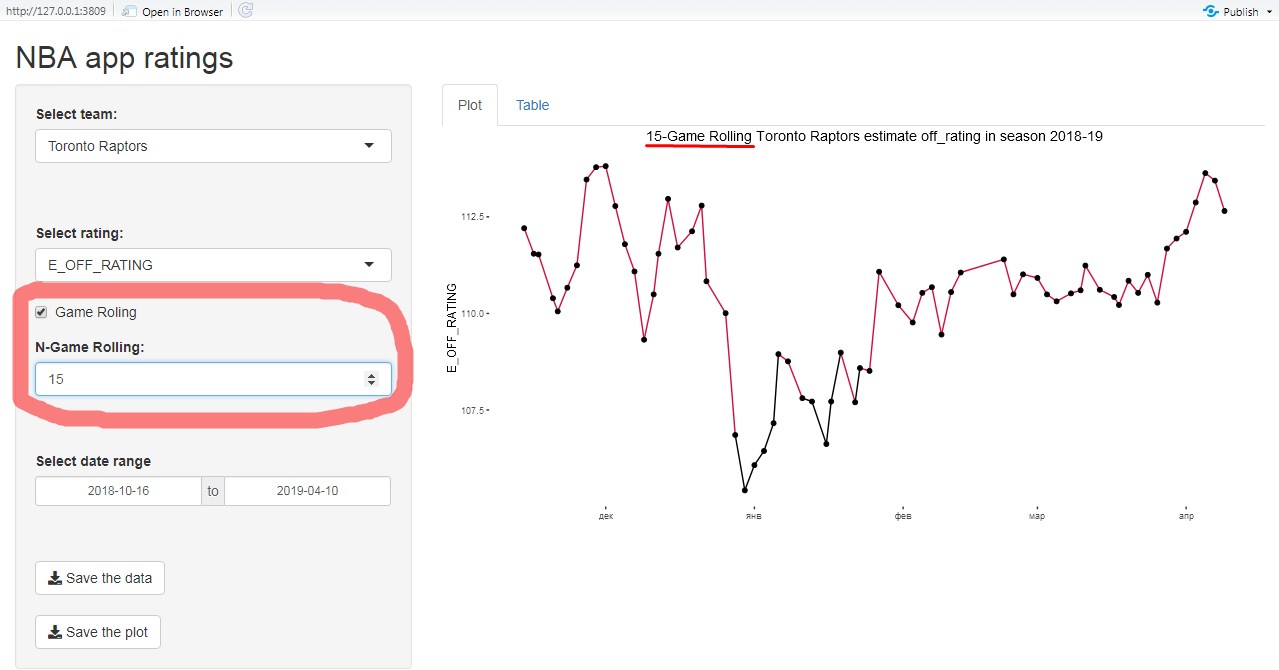 http://127.0.0.1:3809 Open in Browser Publish
NBA app ratings
Select team:
Toronto Raptors
Select rating:
E_OFF_RATING
Game Roling
N-Game Rolling:
15
Select date range
2018-10-16 to 2019-04-10
Save the data
Save the plot
Plot Table
15-Game Rolling Toronto Raptors estimate off_rating in season 2018-19
E_OFF_RATING
112.5
110.0
107.5
дек янв фев мар апр